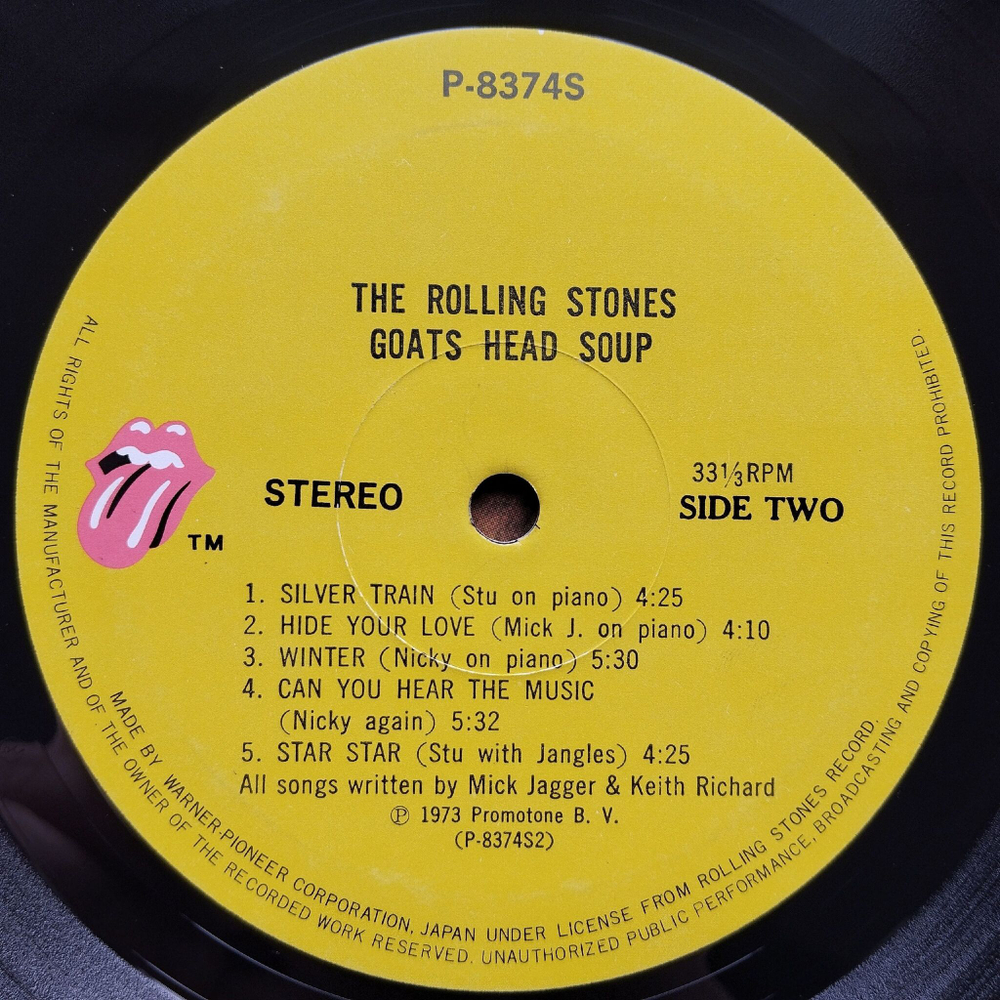 P-8374S
THE ROLLING STONES
GOATS HEAD SOUP
STEREO
33⅓RPM
SIDE TWO
TM
1. SILVER TRAIN (Stu on piano) 4:25
2. HIDE YOUR LOVE (Mick J. on piano) 4:10
3. WINTER (Nicky on piano) 5:30
4. CAN YOU HEAR THE MUSIC
(Nicky again) 5:32
5. STAR STAR (Stu with Jangles) 4:25
All songs written by Mick Jagger & Keith Richard
℗ 1973 Promotone B. V.
(P-8374S2)
MADE BY WARNER-PIONEER CORPORATION, JAPAN UNDER LICENSE FROM ROLLING STONES RECORD.
ALL RIGHTS OF THE MANUFACTURER AND OF THE OWNER OF THE RECORDED WORK RESERVED. UNAUTHORIZED PUBLIC PERFORMANCE, BROADCASTING AND COPYING OF THIS RECORD PROHIBITED.